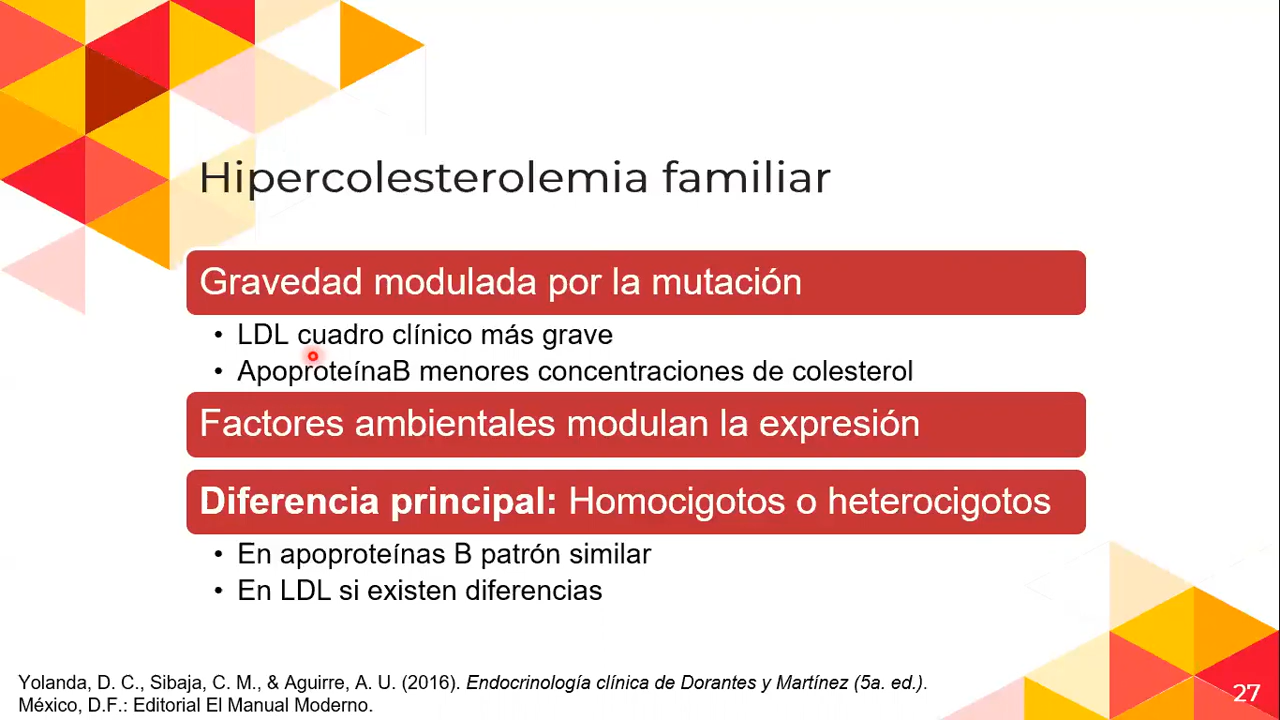 Hipercolesterolemia familiar
Gravedad modulada por la mutación
• LDL cuadro clínico más grave
• ApoproteínaB menores concentraciones de colesterol
Factores ambientales modulan la expresión
Diferencia principal: Homocigotos o heterocigotos
• En apoproteínas B patrón similar
• En LDL si existen diferencias
Yolanda, D. C., Sibaja, C. M., & Aguirre, A. U. (2016). Endocrinología clínica de Dorantes y Martínez (5a. ed.).
México, D.F.: Editorial El Manual Moderno.
27